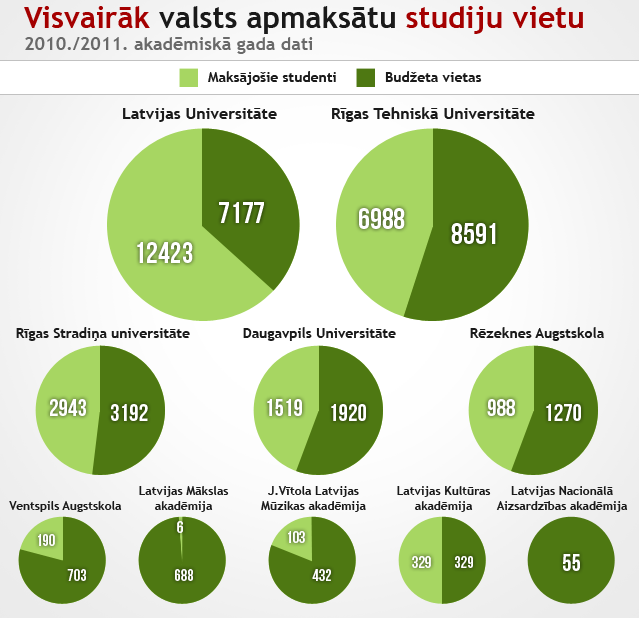 Visvairāk valsts apmaksātu studiju vietu
2010./2011. akadēmiskā gada dati
Maksājošie studenti Budžeta vietas
Latvijas Universitāte Rīgas Tehniskā Universitāte
7177
12423
6988
8591
Rīgas Stradiņa universitāte Daugavpils Universitāte Rēzeknes Augstskola
2943 3192 1519 1920 988 1270
Ventspils Augstskola
Latvijas Mākslas
akadēmija
J.Vītola Latvijas
Mūzikas akadēmija
Latvijas Kultūras
akadēmija
Latvijas Nacionālā
Aizsardzības akadēmija
190
703
6
688
103
432
329 329
55